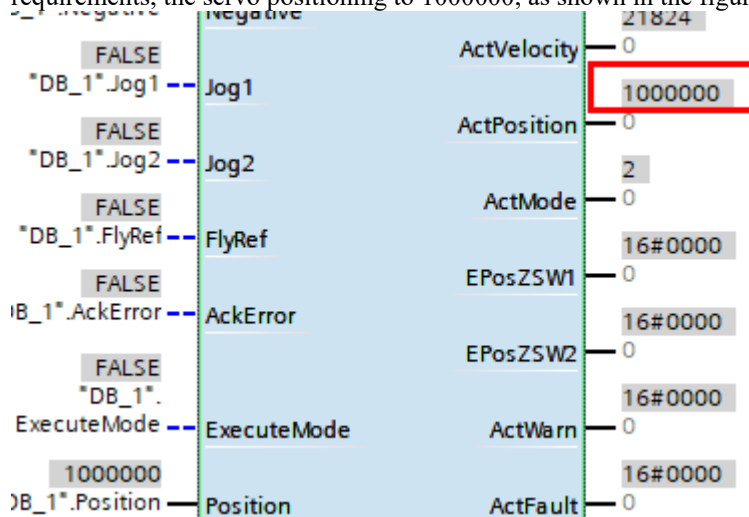 requirements, the servo positioning to 1000000, as shown in the figu
Negative
21824
FALSE
ActVelocity
0
"DB_1".Jog1
Jog1
1000000
FALSE
ActPosition
0
"DB_1".Jog2
Jog2
2
FALSE
ActMode
0
"DB_1".FlyRef
FlyRef
16#0000
FALSE
EPosZSW1
0
DB_1".AckError
AckError
16#0000
FALSE
EPosZSW2
0
"DB_1".
16#0000
ExecuteMode
ExecuteMode
ActWarn
0
1000000
16#0000
DB_1".Position
Position
ActFault
0